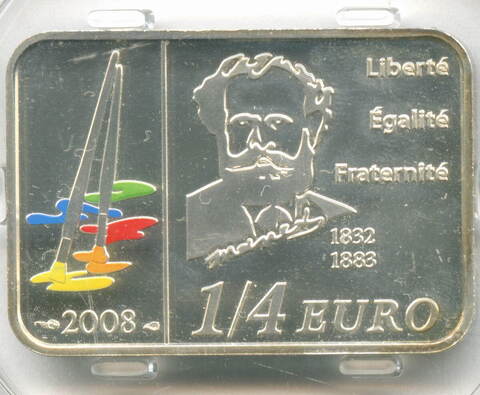 Liberté
Égalité
Fraternité
manet
1832
1883
2008
1/4 EURO